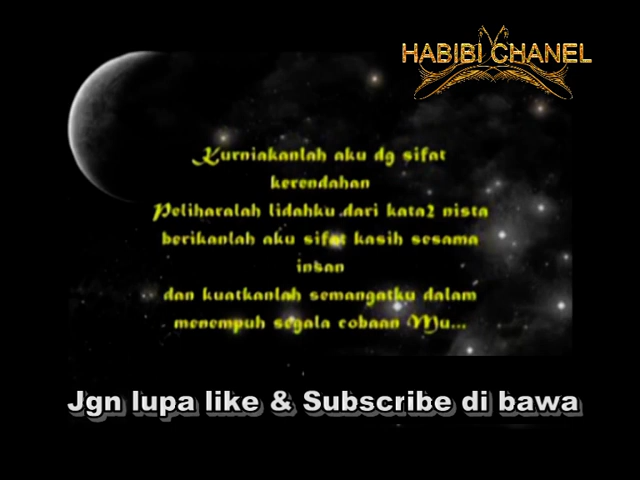 HABIBI CHANEL
Kurniakanlah aku dg sifat
kerendahan
Peliharalah lidahku dari kata2 nista
berikanlah aku sifat kasih sesama
insan
dan kuatkanlah semangatku dalam
menempuh segala cobaan Mu...
Jgn lupa like & Subscribe di bawa